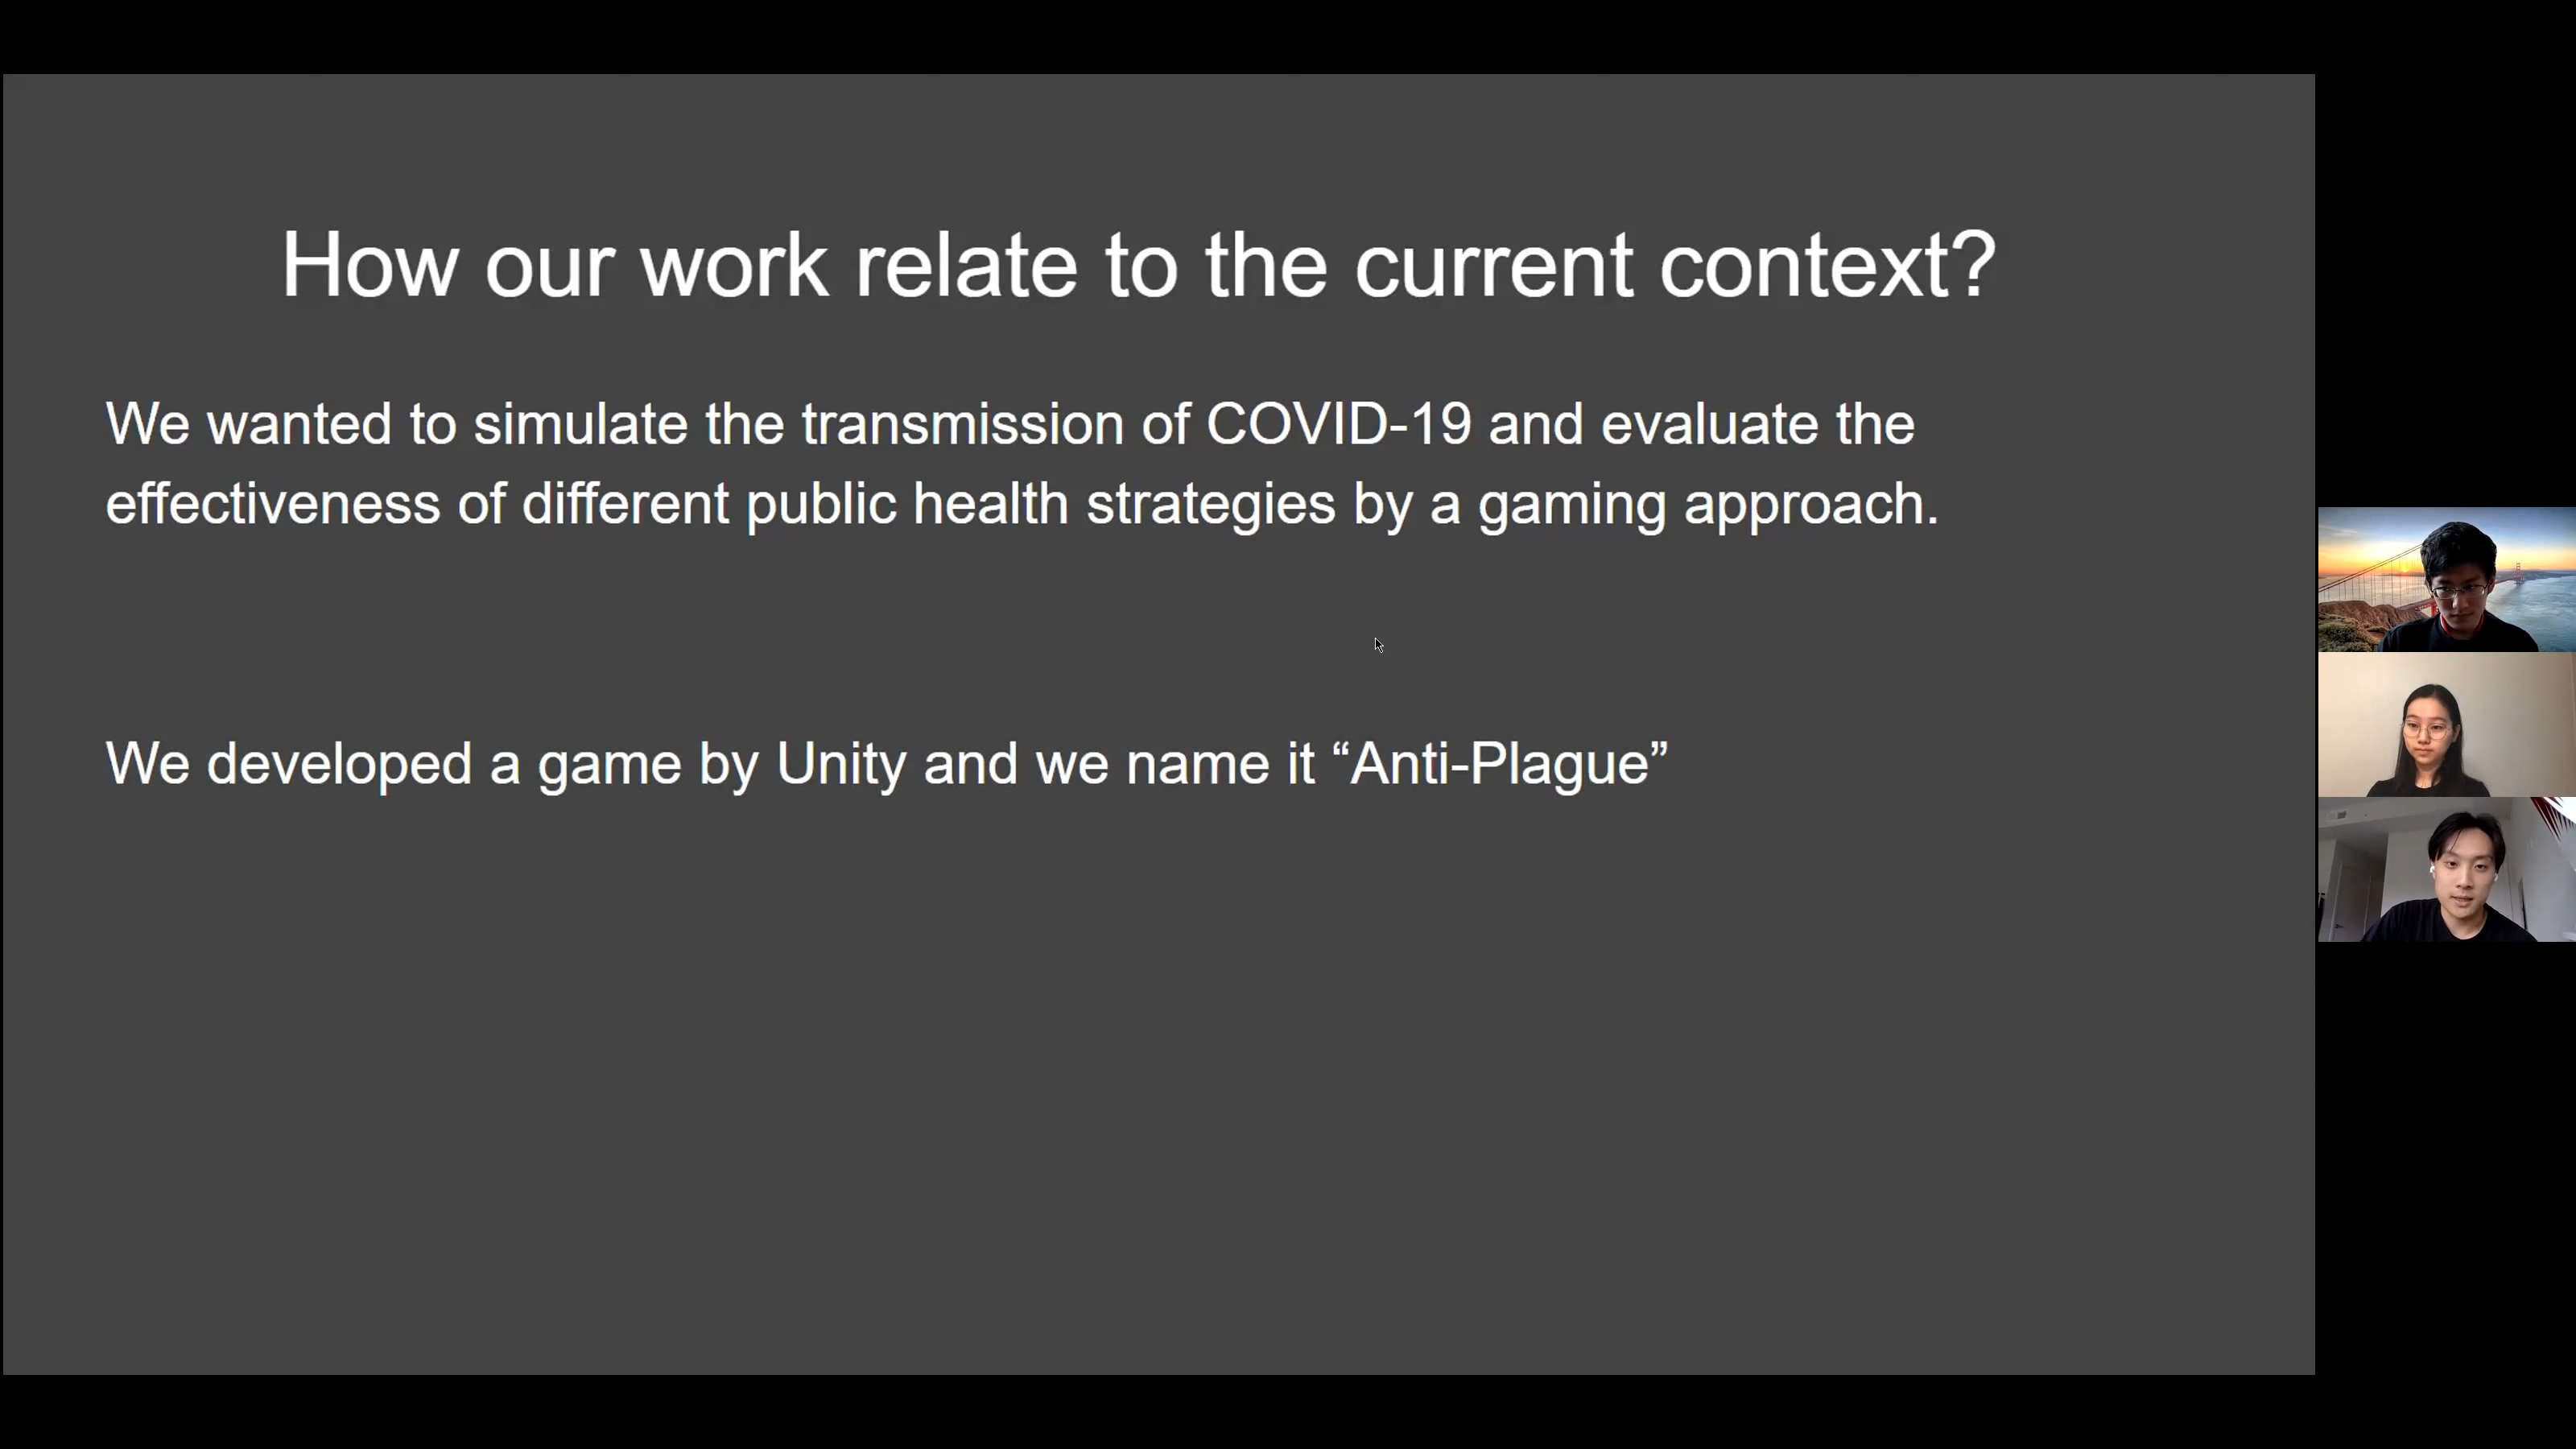 How our work relate to the current context?
We wanted to simulate the transmission of COVID-19 and evaluate the
effectiveness of different public health strategies by a gaming approach.
We developed a game by Unity and we name it “Anti-Plague”